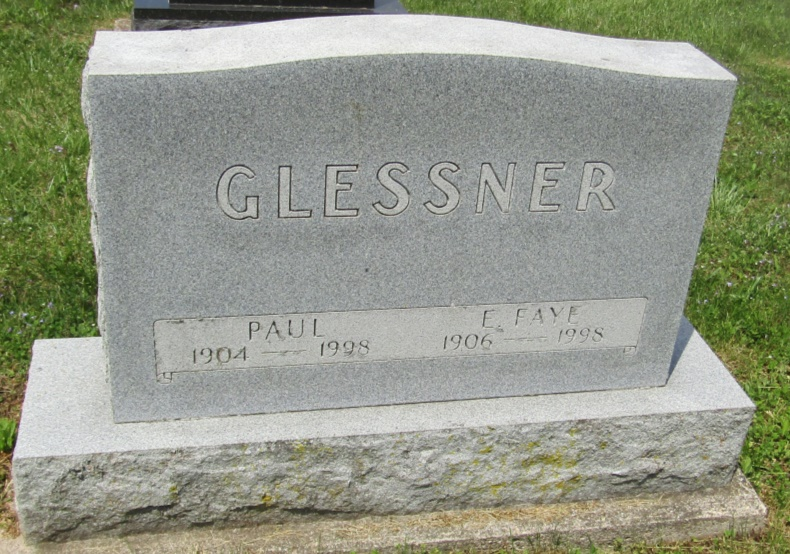 GLESSNER
PAUL E. FAYE
1904 — 1998 1906 — 1998